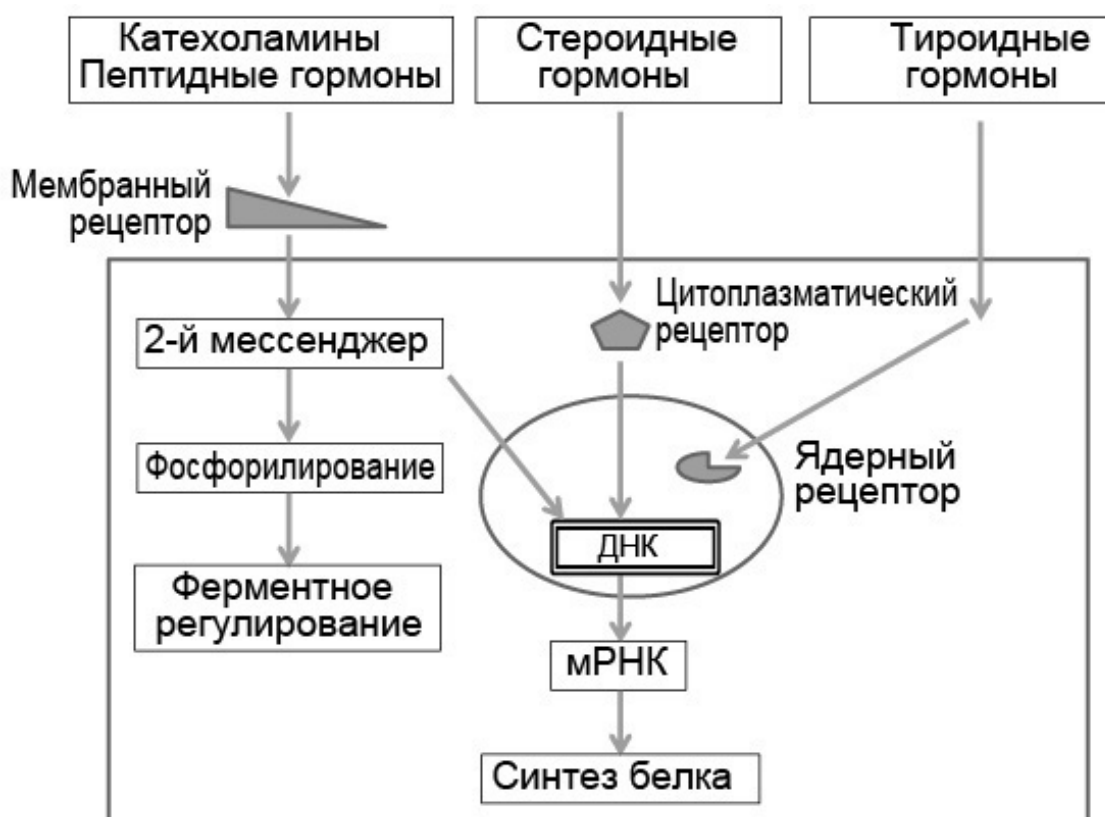 Катехоламины
Пептидные гормоны
Стероидные
гормоны
Тироидные
гормоны
Мембранный
рецептор
Цитоплазматический
рецептор
2-й мессенджер
Фосфорилирование
Ядерный
рецептор
ДНК
Ферментное
регулирование
мРНК
Синтез белка